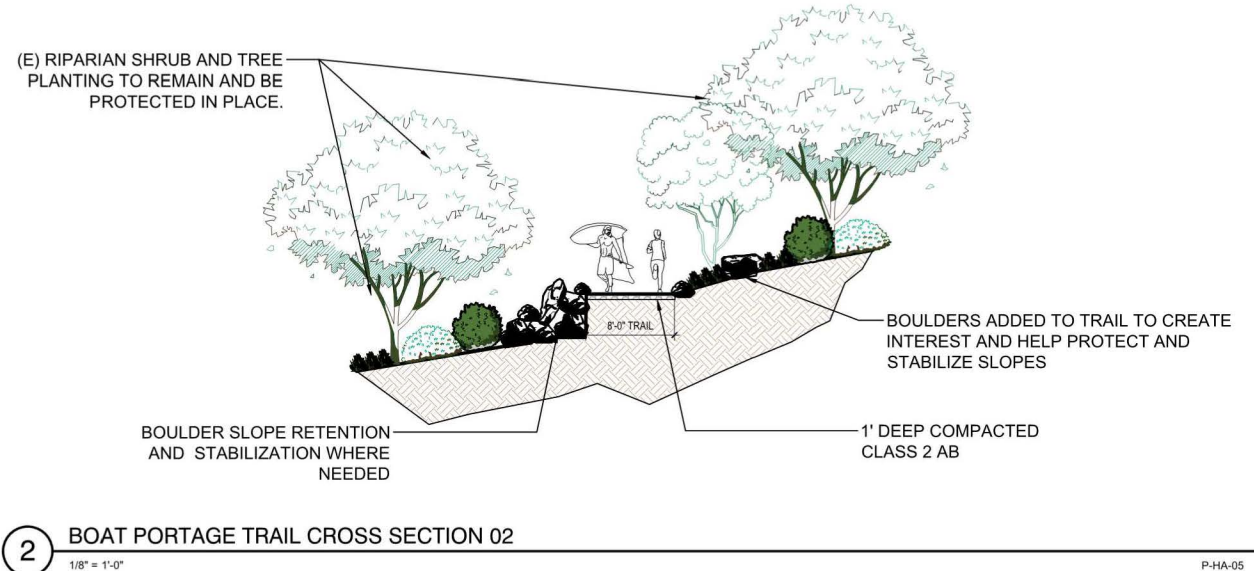 (E) RIPARIAN SHRUB AND TREE
PLANTING TO REMAIN AND BE
PROTECTED IN PLACE.
8'-0" TRAIL
BOULDERS ADDED TO TRAIL TO CREATE
INTEREST AND HELP PROTECT AND
STABILIZE SLOPES
BOULDER SLOPE RETENTION
AND STABILIZATION WHERE
NEEDED
1' DEEP COMPACTED
CLASS 2 AB
2
BOAT PORTAGE TRAIL CROSS SECTION 02
1/8" = 1'-0"
P-HA-05